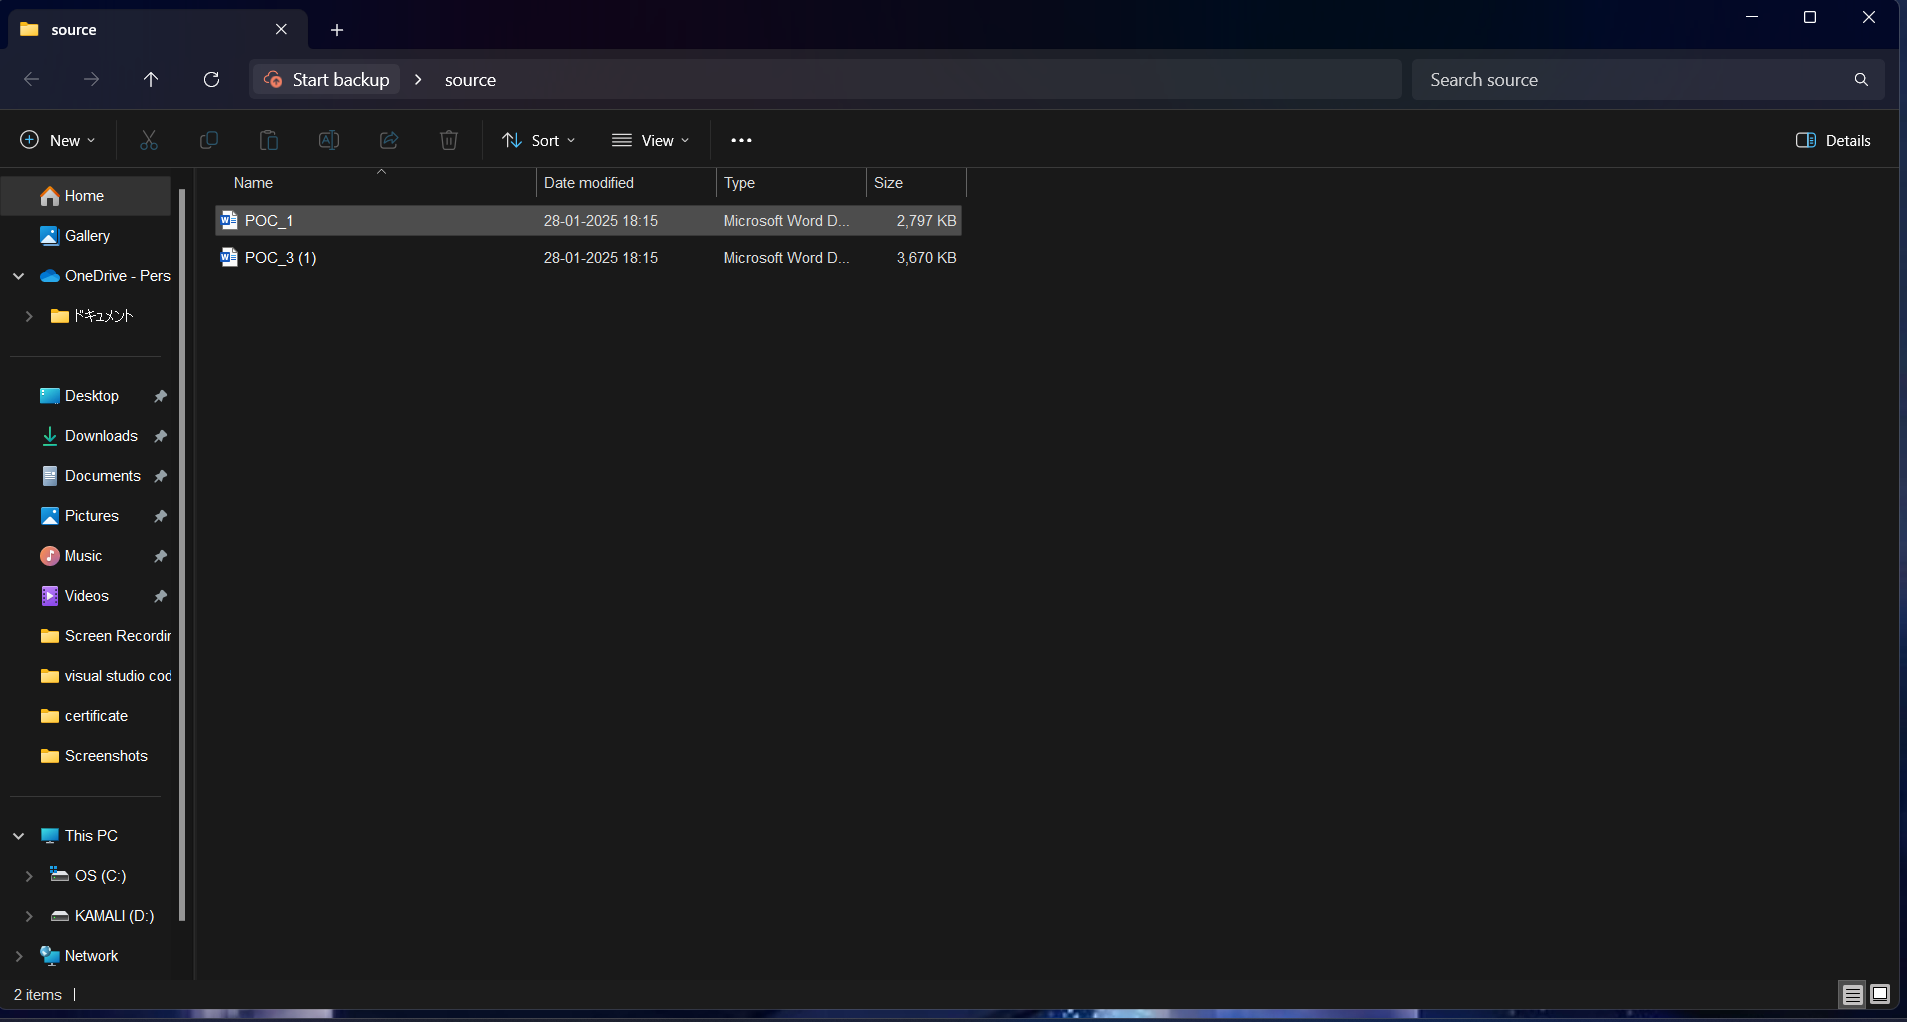 source
Start backup > source
Search source
New
Sort
View
Details
Name
Date modified
Type
Size
POC_1 28-01-2025 18:15 Microsoft Word D... 2,797 KB
POC_3 (1) 28-01-2025 18:15 Microsoft Word D... 3,670 KB
Home
Gallery
OneDrive - Pers
ドキュメント
Desktop
Downloads
Documents
Pictures
Music
Videos
Screen Recordin
visual studio cod
certificate
Screenshots
This PC
OS (C:)
KAMALI (D:)
Network
2 items